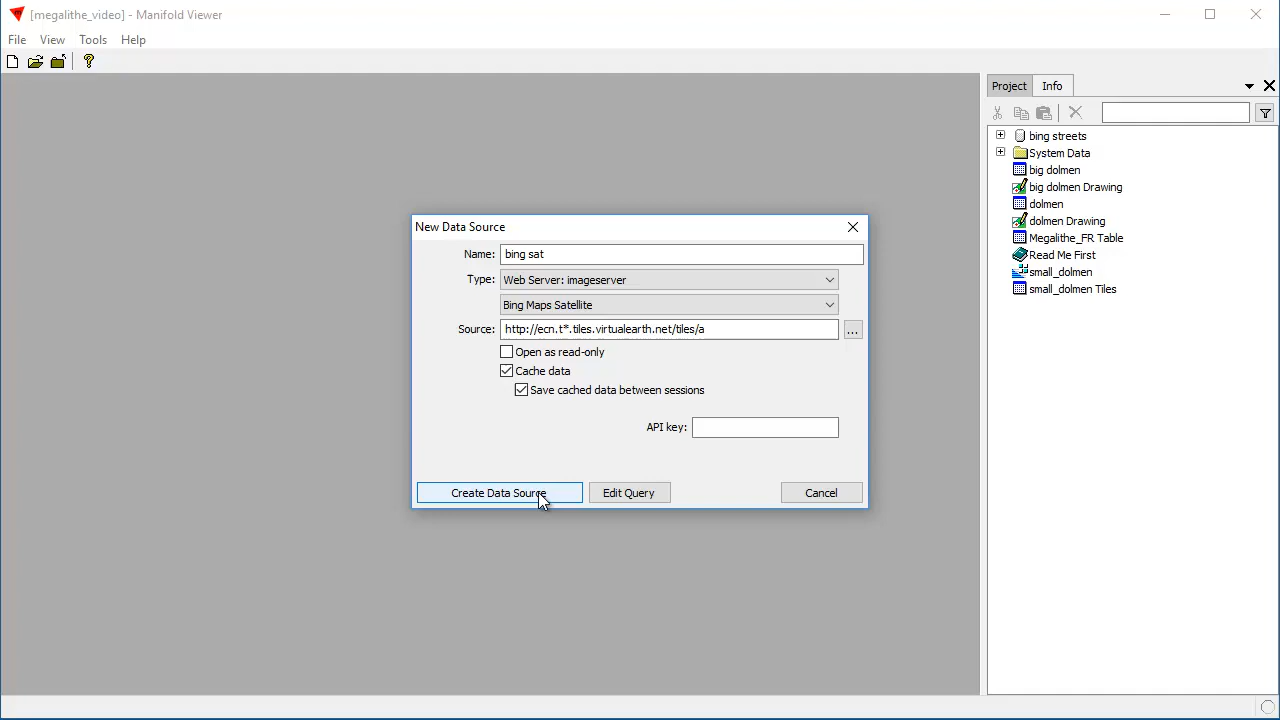 [megalithe_video] - Manifold Viewer
File View Tools Help
Project Info
bing streets
System Data
big dolmen
big dolmen Drawing
dolmen
dolmen Drawing
Megalithe_FR Table
Read Me First
small_dolmen
small_dolmen Tiles
New Data Source
Name: bing sat
Type: Web Server: imageserver
Bing Maps Satellite
Source: http://ecn.t*.tiles.virtualearth.net/tiles/a
...
Open as read-only
Cache data
Save cached data between sessions
API key:
Create Data Source Edit Query Cancel